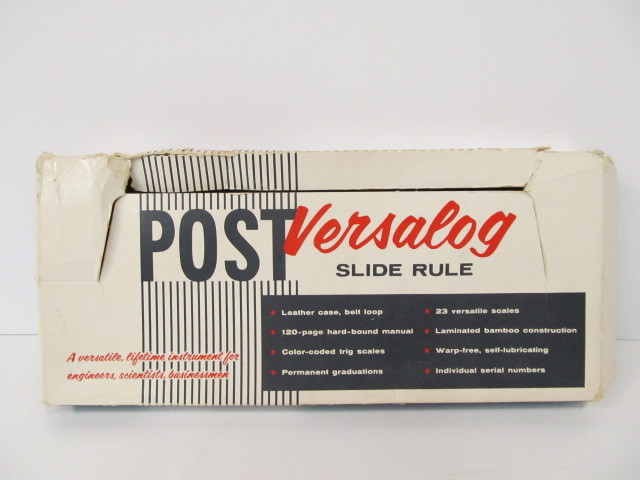 POST Versalog
SLIDE RULE
Leather case, belt loop
120-page hard-bound manual
Color-coded trig scales
Permanent graduations
23 versatile scales
Laminated bamboo construction
Warp-free, self-lubricating
Individual serial numbers
A versatile, lifetime instrument for
engineers, scientists, businessmen